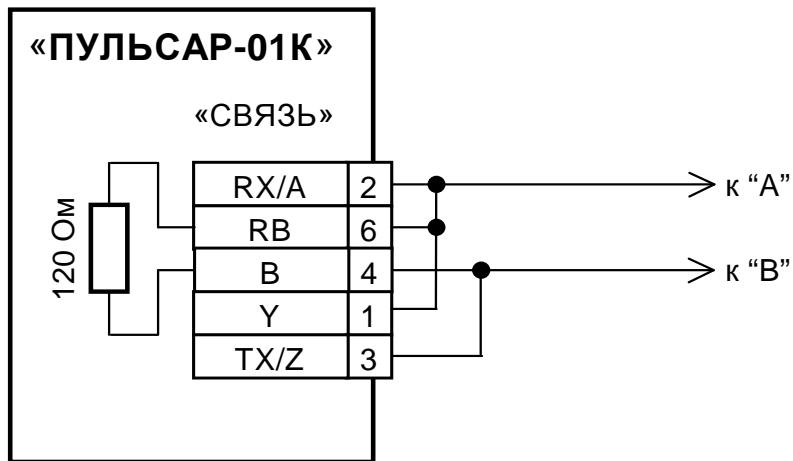 «ПУЛЬСАР-01К»
«СВЯЗЬ»
120 Ом
RX/A 2
RB 6
B 4
Y 1
TX/Z 3
к “A”
к “B”